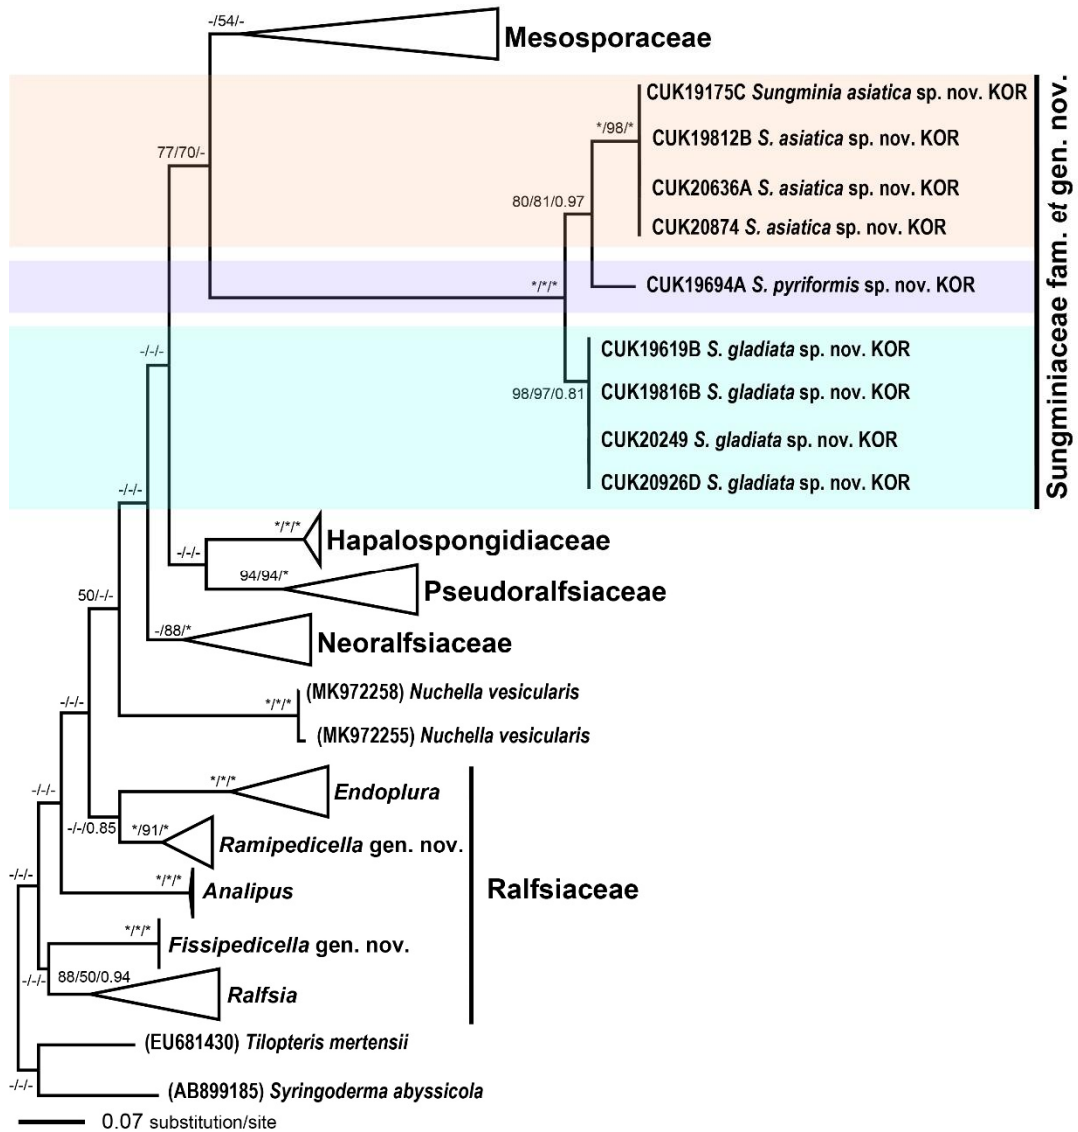 -/54/-
Mesosporaceae
CUK19175C Sungminia asiatica sp. nov. KOR
*/98/*
CUK19812B S. asiatica sp. nov. KOR
77/70/-
CUK20636A S. asiatica sp. nov. KOR
80/81/0.97
CUK20874 S. asiatica sp. nov. KOR
*/*/*
CUK19694A S. pyriformis sp. nov. KOR
Sungminiaceae fam. et gen. nov.
-/-/-
CUK19619B S. gladiata sp. nov. KOR
98/97/0.81
CUK19816B S. gladiata sp. nov. KOR
CUK20249 S. gladiata sp. nov. KOR
CUK20926D S. gladiata sp. nov. KOR
-/-/-
*/*/*
Hapalospongidiaceae
-/-/-
94/94/*
Pseudoralfsiaceae
50/-/-
-/88/*
Neoralfsiaceae
(MK972258) Nuchella vesicularis
-/-/-
*/*/*
(MK972255) Nuchella vesicularis
*/*/*
Endoplura
-/-/-
-/-/0.85
*/91/*
Ramipedicella gen. nov.
-/-/-
*/*/*
Analipus
Ralfsiaceae
*/*/*
Fissipedicella gen. nov.
-/-/-
88/50/0.94
Ralfsia
(EU681430) Tilopteris mertensii
-/-/-
(AB899185) Syringoderma abyssicola
0.07 substitution/site